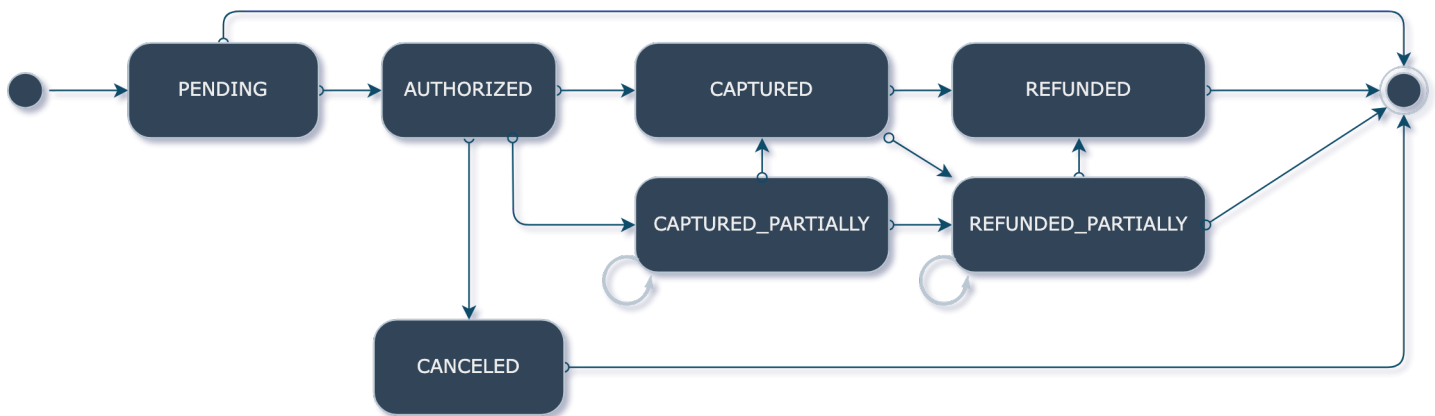 PENDING
AUTHORIZED
CAPTURED
REFUNDED
CAPTURED_PARTIALLY
REFUNDED_PARTIALLY
CANCELED